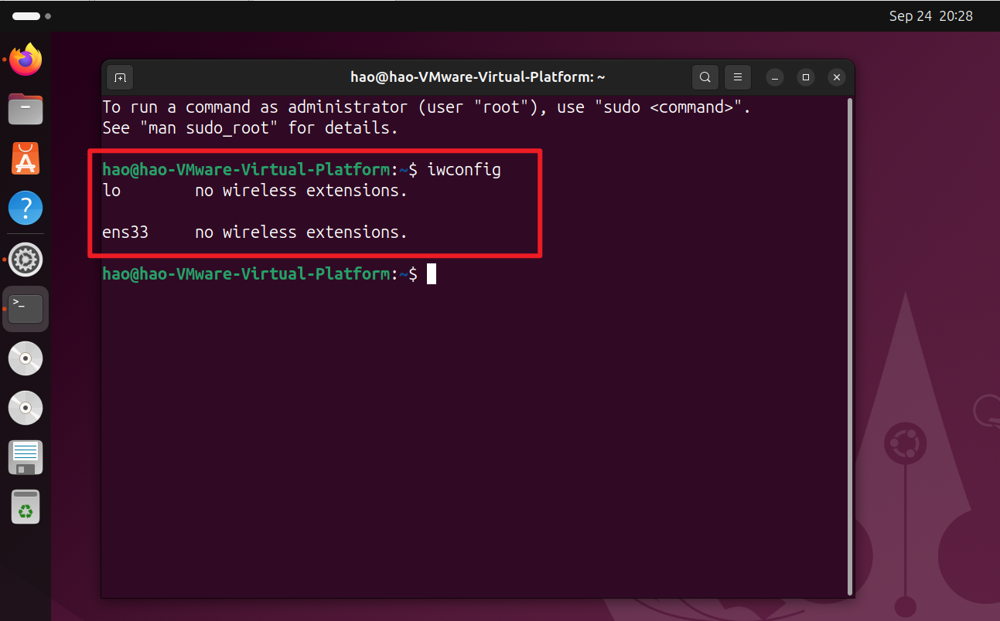 Sep 24 20:28
hao@hao-VMware-Virtual-Platform: ~
To run a command as administrator (user "root"), use "sudo <command>".
See "man sudo_root" for details.
hao@hao-VMware-Virtual-Platform:~$ iwconfig
lo        no wireless extensions.
ens33     no wireless extensions.
hao@hao-VMware-Virtual-Platform:~$